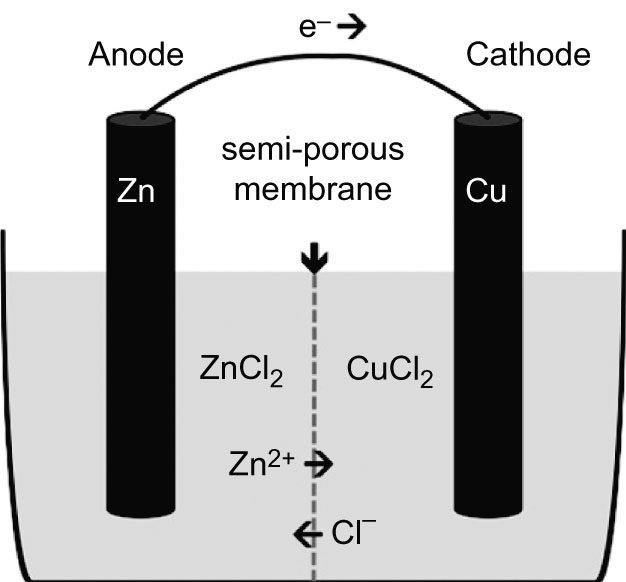 e⁻ →
Anode
Cathode
semi-porous
membrane
Zn
Cu
ZnCl₂
CuCl₂
Zn²⁺
Cl⁻